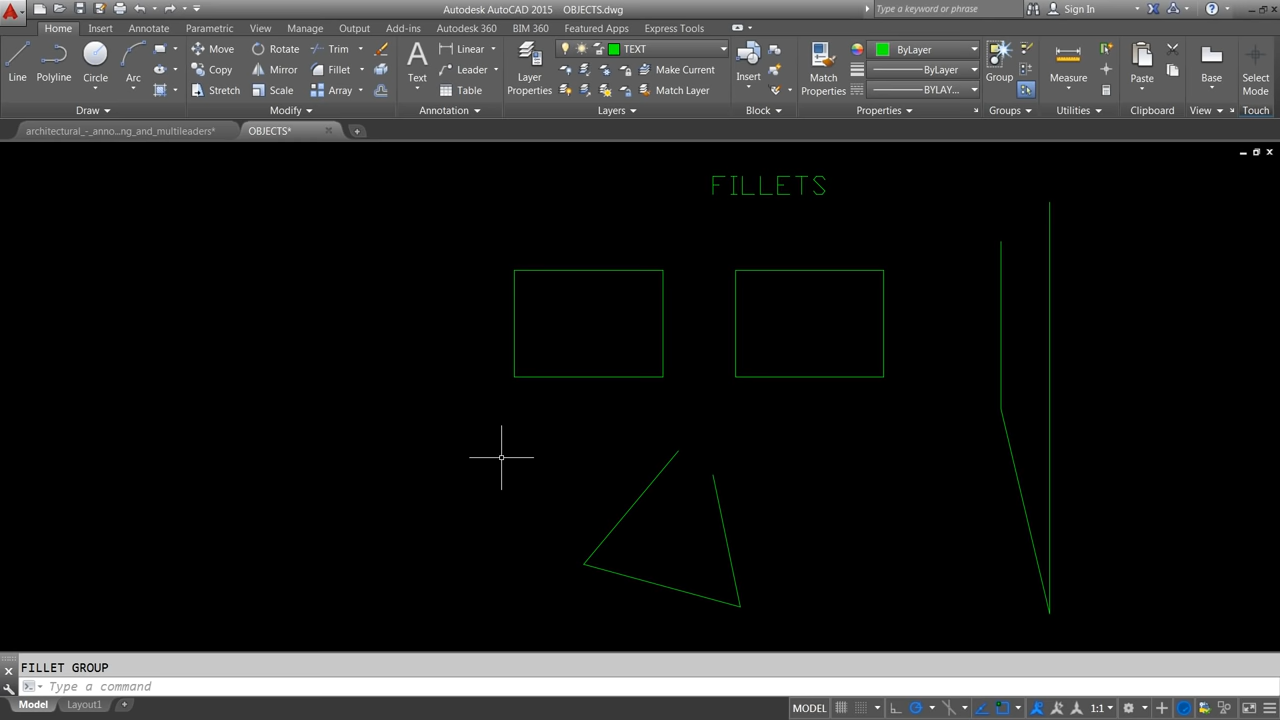 Autodesk AutoCAD 2015 OBJECTS.dwg
Type a keyword or phrase
Sign In
Home Insert Annotate Parametric View Manage Output Add-ins Autodesk 360 BIM 360 Featured Apps Express Tools
Line Polyline Circle Arc
Move Rotate Trim
Copy Mirror Fillet
Stretch Scale Array
Text
Linear
Leader
Table
Layer
Properties
TEXT
Make Current
Match Layer
Insert
Match
Properties
ByLayer
ByLayer
BYLAY...
Group
Measure
Paste
Base
Select
Mode
Draw Modify Annotation Layers Block Properties Groups Utilities Clipboard View Touch
architectural_-_anno...ng_and_multileaders* OBJECTS*
FILLETS
FILLET GROUP
Type a command
Model Layout1
MODEL
1:1